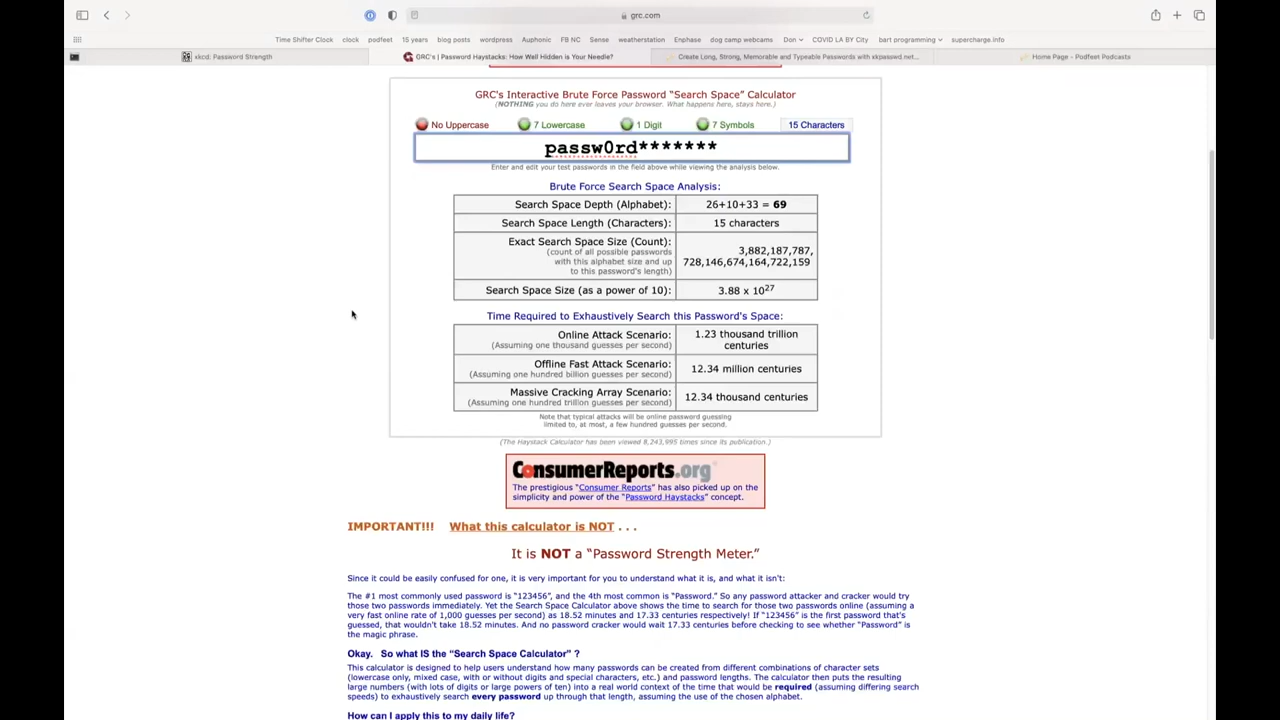 grc.com
Time Shifter Clock clock podfeet 15 years blog posts wordpress Auphonic FB NC Sense weatherstation Enphase dog camp webcams Don COVID LA BY City bart programming supercharge.info
xkcd: Password Strength GRC's | Password Haystacks: How Well Hidden is Your Needle? Create Long, Strong, Memorable and Typeable Passwords with xkpasswd.net... Home Page - Podfeet Podcasts
GRC's Interactive Brute Force Password “Search Space” Calculator
(NOTHING you do here ever leaves your browser. What happens here, stays here.)
No Uppercase 7 Lowercase 1 Digit 7 Symbols 15 Characters
passw0rd*******
Enter and edit your test passwords in the field above while viewing the analysis below.
Brute Force Search Space Analysis:
Search Space Depth (Alphabet): 26+10+33 = 69
Search Space Length (Characters): 15 characters
Exact Search Space Size (Count):
(count of all possible passwords
with this alphabet size and up
to this password's length)
3,882,187,787,
728,146,674,164,722,159
Search Space Size (as a power of 10): 3.88 x 10²⁷
Time Required to Exhaustively Search this Password's Space:
Online Attack Scenario:
(Assuming one thousand guesses per second)
1.23 thousand trillion
centuries
Offline Fast Attack Scenario:
(Assuming one hundred billion guesses per second)
12.34 million centuries
Massive Cracking Array Scenario:
(Assuming one hundred trillion guesses per second)
12.34 thousand centuries
Note that typical attacks will be online password guessing
limited to, at most, a few hundred guesses per second.
(The Haystack Calculator has been viewed 8,243,995 times since its publication.)
ConsumerReports.org
The prestigious “Consumer Reports” has also picked up on the
simplicity and power of the “Password Haystacks” concept.
IMPORTANT!!! What this calculator is NOT . . .
It is NOT a “Password Strength Meter.”
Since it could be easily confused for one, it is very important for you to understand what it is, and what it isn't:
The #1 most commonly used password is “123456”, and the 4th most common is “Password.” So any password attacker and cracker would try
those two passwords immediately. Yet the Search Space Calculator above shows the time to search for those two passwords online (assuming a
very fast online rate of 1,000 guesses per second) as 18.52 minutes and 17.33 centuries respectively! If “123456” is the first password that's
guessed, that wouldn't take 18.52 minutes. And no password cracker would wait 17.33 centuries before checking to see whether “Password” is
the magic phrase.
Okay. So what IS the “Search Space Calculator” ?
This calculator is designed to help users understand how many passwords can be created from different combinations of character sets
(lowercase only, mixed case, with or without digits and special characters, etc.) and password lengths. The calculator then puts the resulting
large numbers (with lots of digits or large powers of ten) into a real world context of the time that would be required (assuming differing search
speeds) to exhaustively search every password up through that length, assuming the use of the chosen alphabet.
How can I apply this to my daily life?